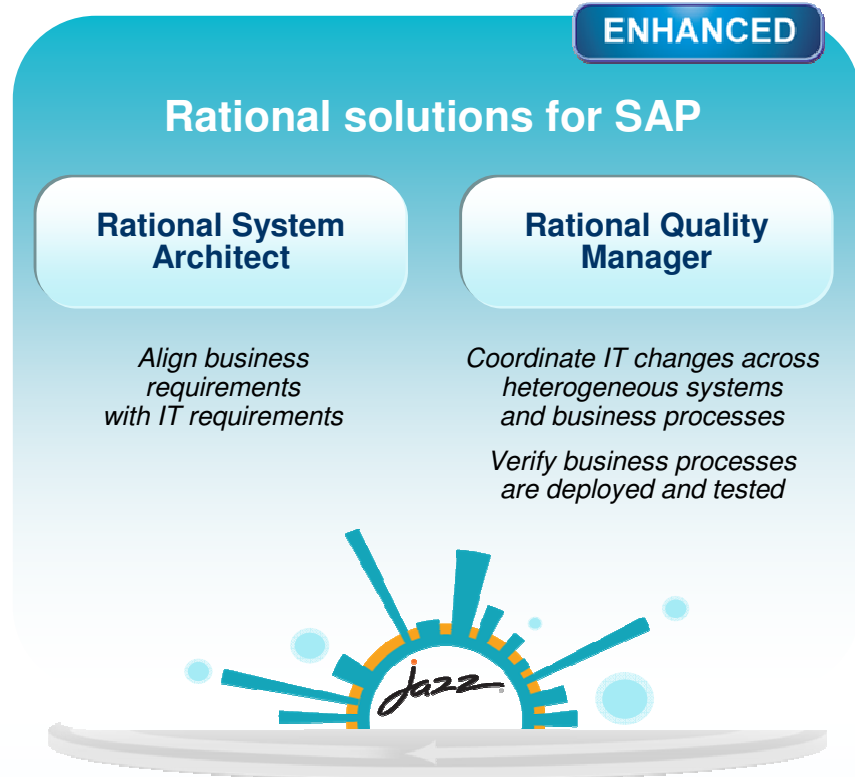 ENHANCED
Rational solutions for SAP
Rational System
Architect
Rational Quality
Manager
Align business
requirements
with IT requirements
Coordinate IT changes across
heterogeneous systems
and business processes
Verify business processes
are deployed and tested
jazz